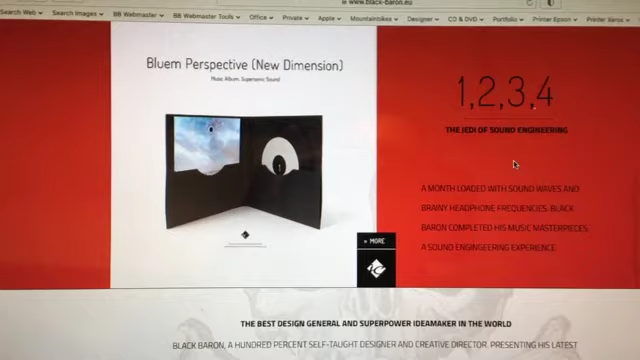 www.black-baron.eu
Search Web
Search Images
BB Webmaster
BB Webmaster Tools
Office
Private
Apple
Mountainbikes
Designer
CD & DVD
Portfolio
Printer Epson
Printer Xerox
Bluem Perspective (New Dimension)
Music Album, Supersonic Sound
1,2,3,4
THE JEDI OF SOUND ENGINEERING
A MONTH LOADED WITH SOUND WAVES AND
BRAINY HEADPHONE FREQUENCIES. BLACK
BARON COMPLETED HIS MUSIC MASTERPIECES.
A SOUND ENGINGEERING EXPERIENCE.
× MORE
THE BEST DESIGN GENERAL AND SUPERPOWER IDEAMAKER IN THE WORLD
BLACK BARON, A HUNDRED PERCENT SELF-TAUGHT DESIGNER AND CREATIVE DIRECTOR. PRESENTING HIS LATEST